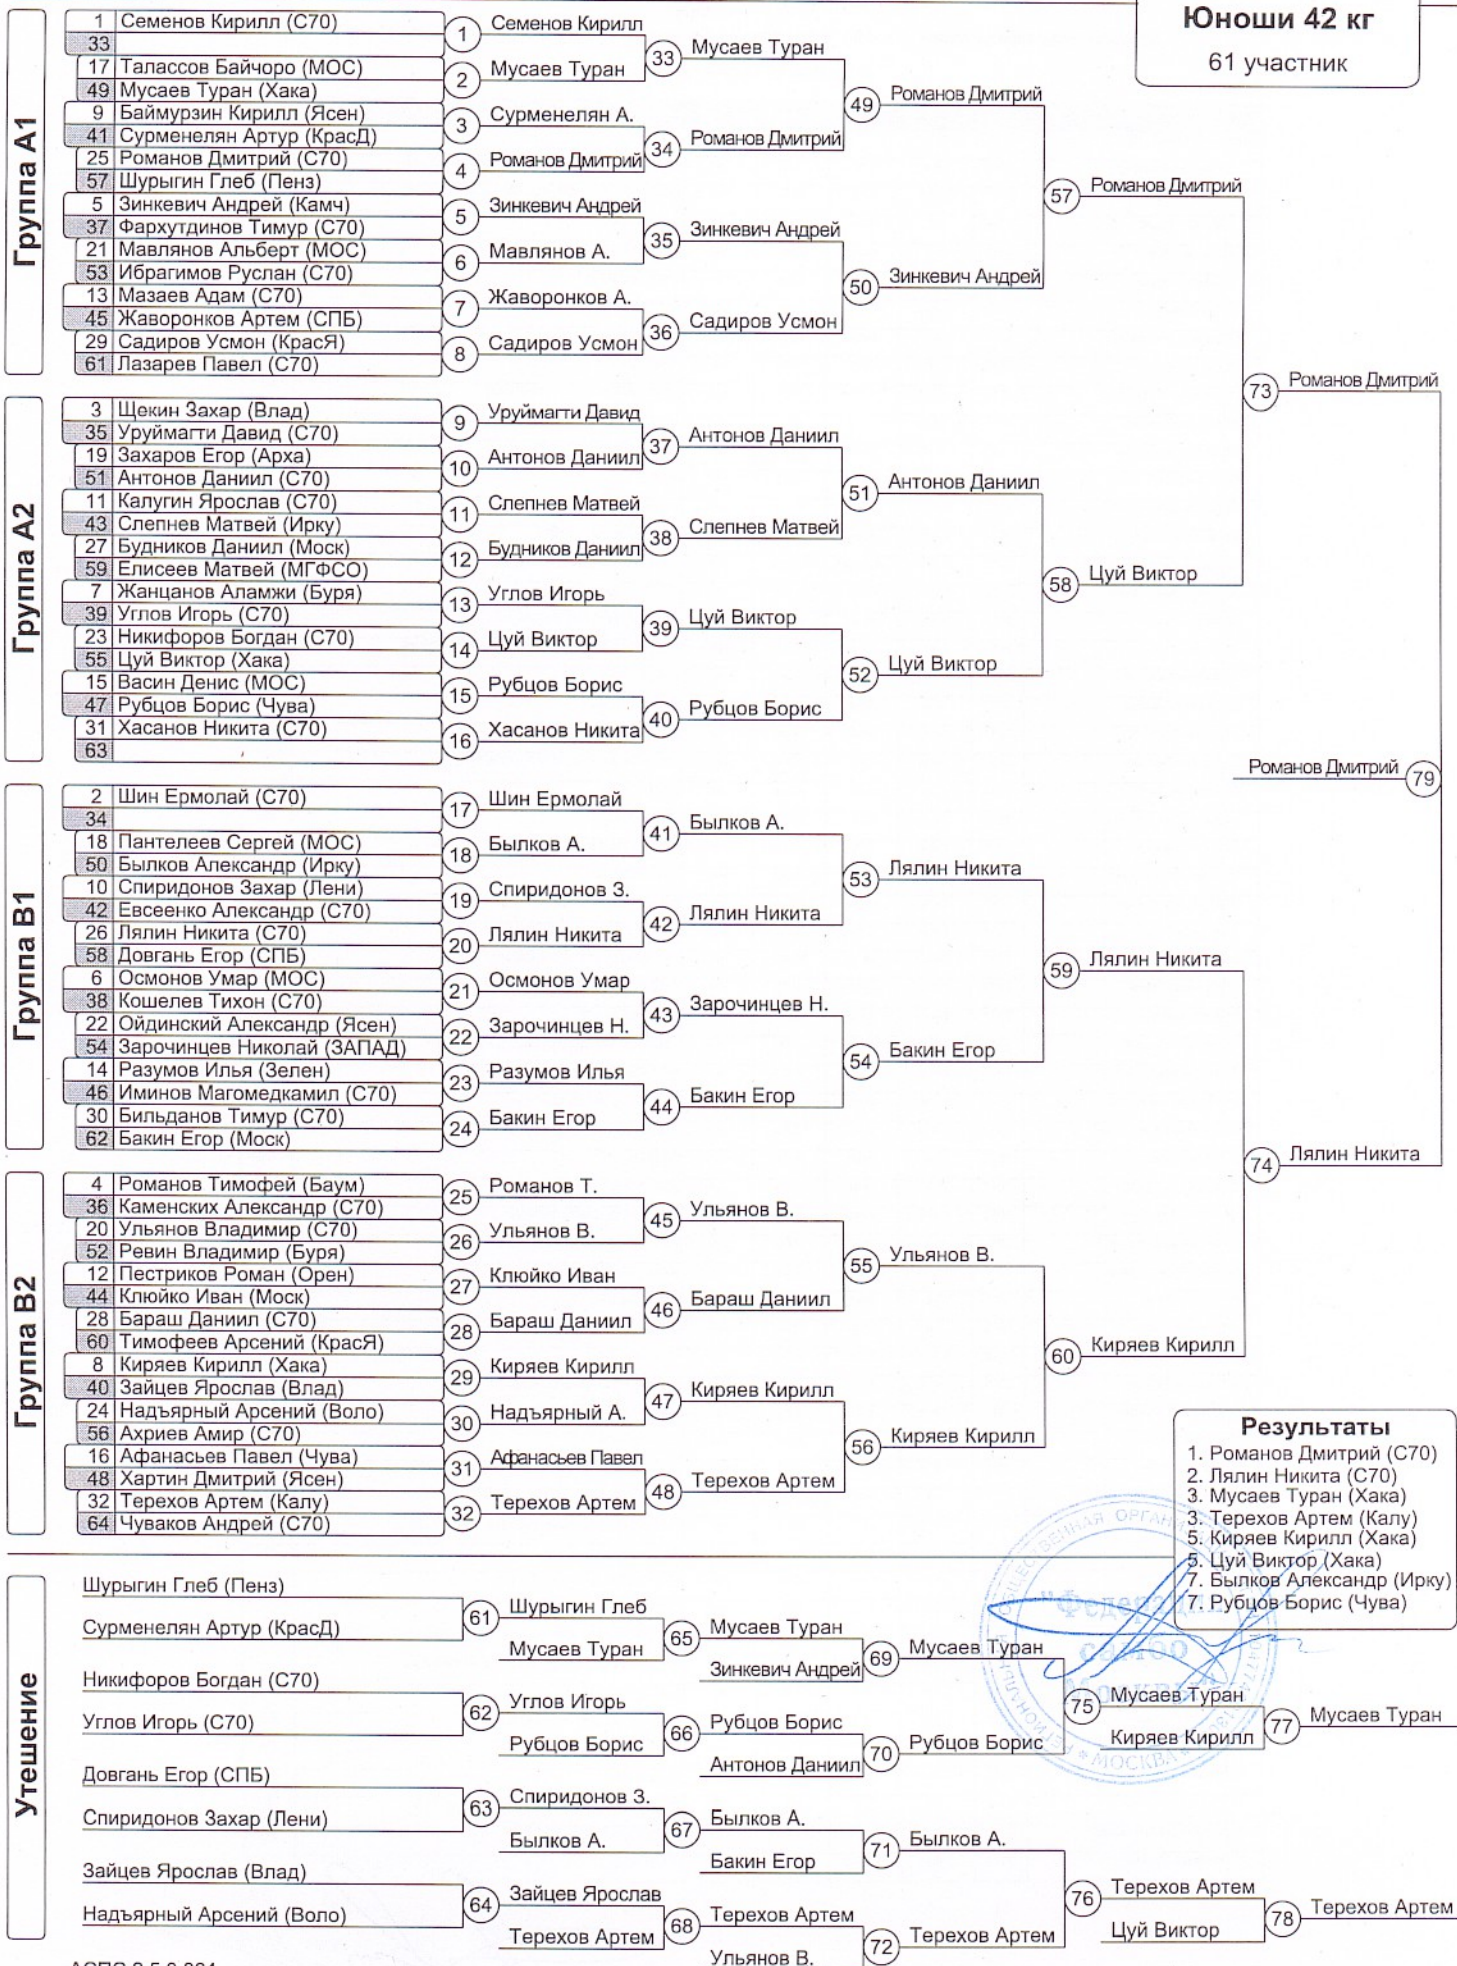 Юноши 42 кг
61 участник
Группа А1
1 Семенов Кирилл (С70)
33
17 Талассов Байчоро (МОС)
49 Мусаев Туран (Хака)
9 Баймурзин Кирилл (Ясен)
41 Сурменелян Артур (КрасД)
25 Романов Дмитрий (С70)
57 Шурыгин Глеб (Пенз)
5 Зинкевич Андрей (Камч)
37 Фархутдинов Тимур (С70)
21 Мавлянов Альберт (МОС)
53 Ибрагимов Руслан (С70)
13 Мазаев Адам (С70)
45 Жаворонков Артем (СПБ)
29 Садиров Усмон (КрасЯ)
61 Лазарев Павел (С70)
1 Семенов Кирилл
2 Мусаев Туран
3 Сурменелян А.
4 Романов Дмитрий
5 Зинкевич Андрей
6 Мавлянов А.
7 Жаворонков А.
8 Садиров Усмон
33 Мусаев Туран
34 Романов Дмитрий
35 Зинкевич Андрей
36 Садиров Усмон
49 Романов Дмитрий
50 Зинкевич Андрей
57 Романов Дмитрий
Группа А2
3 Щекин Захар (Влад)
35 Уруймагти Давид (С70)
19 Захаров Егор (Арха)
51 Антонов Даниил (С70)
11 Калугин Ярослав (С70)
43 Слепнев Матвей (Ирку)
27 Будников Даниил (Моск)
59 Елисеев Матвей (МГФСО)
7 Жанцанов Аламжи (Буря)
39 Углов Игорь (С70)
23 Никифоров Богдан (С70)
55 Цуй Виктор (Хака)
15 Васин Денис (МОС)
47 Рубцов Борис (Чува)
31 Хасанов Никита (С70)
63
9 Уруймагти Давид
10 Антонов Даниил
11 Слепнев Матвей
12 Будников Даниил
13 Углов Игорь
14 Цуй Виктор
15 Рубцов Борис
16 Хасанов Никита
37 Антонов Даниил
38 Слепнев Матвей
39 Цуй Виктор
40 Рубцов Борис
51 Антонов Даниил
52 Цуй Виктор
58 Цуй Виктор
73 Романов Дмитрий
Романов Дмитрий 79
Группа В1
2 Шин Ермолай (С70)
34
18 Пантелеев Сергей (МОС)
50 Былков Александр (Ирку)
10 Спиридонов Захар (Лени)
42 Евсеенко Александр (С70)
26 Лялин Никита (С70)
58 Довгань Егор (СПБ)
6 Осмонов Умар (МОС)
38 Кошелев Тихон (С70)
22 Ойдинский Александр (Ясен)
54 Зарочинцев Николай (ЗАПАД)
14 Разумов Илья (Зелен)
46 Иминов Магомедкамил (С70)
30 Бильданов Тимур (С70)
62 Бакин Егор (Моск)
17 Шин Ермолай
18 Былков А.
19 Спиридонов З.
20 Лялин Никита
21 Осмонов Умар
22 Зарочинцев Н.
23 Разумов Илья
24 Бакин Егор
41 Былков А.
42 Лялин Никита
43 Зарочинцев Н.
44 Бакин Егор
53 Лялин Никита
54 Бакин Егор
59 Лялин Никита
74 Лялин Никита
Группа В2
4 Романов Тимофей (Баум)
36 Каменских Александр (С70)
20 Ульянов Владимир (С70)
52 Ревин Владимир (Буря)
12 Пестриков Роман (Орен)
44 Клюйко Иван (Моск)
28 Бараш Даниил (С70)
60 Тимофеев Арсений (КрасЯ)
8 Киряев Кирилл (Хака)
40 Зайцев Ярослав (Влад)
24 Надъярный Арсений (Воло)
56 Ахриев Амир (С70)
16 Афанасьев Павел (Чува)
48 Хартин Дмитрий (Ясен)
32 Терехов Артем (Калу)
64 Чуваков Андрей (С70)
25 Романов Т.
26 Ульянов В.
27 Клюйко Иван
28 Бараш Даниил
29 Киряев Кирилл
30 Надъярный А.
31 Афанасьев Павел
32 Терехов Артем
45 Ульянов В.
46 Бараш Даниил
47 Киряев Кирилл
48 Терехов Артем
55 Ульянов В.
56 Киряев Кирилл
60 Киряев Кирилл
Результаты
1. Романов Дмитрий (С70)
2. Лялин Никита (С70)
3. Мусаев Туран (Хака)
3. Терехов Артем (Калу)
5. Киряев Кирилл (Хака)
5. Цуй Виктор (Хака)
7. Былков Александр (Ирку)
7. Рубцов Борис (Чува)
самбо
МОСКВА
Утешение
Шурыгин Глеб (Пенз)
Сурменелян Артур (КрасД)
Никифоров Богдан (С70)
Углов Игорь (С70)
Довгань Егор (СПБ)
Спиридонов Захар (Лени)
Зайцев Ярослав (Влад)
Надъярный Арсений (Воло)
61 Шурыгин Глеб
Мусаев Туран
62 Углов Игорь
Рубцов Борис
63 Спиридонов З.
Былков А.
64 Зайцев Ярослав
Терехов Артем
65 Мусаев Туран
Зинкевич Андрей
66 Рубцов Борис
Антонов Даниил
67 Былков А.
Бакин Егор
68 Терехов Артем
Ульянов В.
69 Мусаев Туран
70 Рубцов Борис
71 Былков А.
72 Терехов Артем
75 Мусаев Туран
Киряев Кирилл
76 Терехов Артем
Цуй Виктор
77 Мусаев Туран
78 Терехов Артем